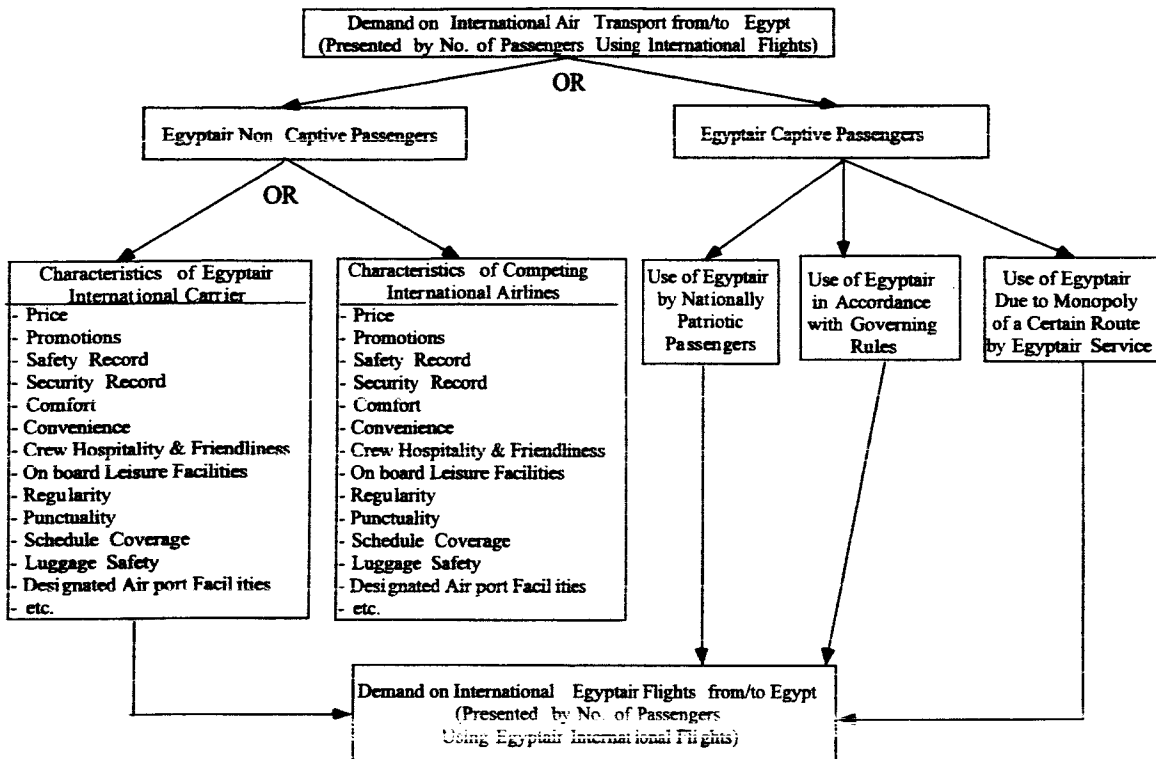 Demand on International Air Transport from/to Egypt
(Presented by No. of Passengers Using International Flights)
OR
Egyptair Non Captive Passengers
Egyptair Captive Passengers
OR
Characteristics of Egyptair
International Carrier
- Price
- Promotions
- Safety Record
- Security Record
- Comfort
- Convenience
- Crew Hospitality & Friendliness
- On board Leisure Facilities
- Regularity
- Punctuality
- Schedule Coverage
- Luggage Safety
- Designated Air port Facilities
- etc.
Characteristics of Competing
International Airlines
- Price
- Promotions
- Safety Record
- Security Record
- Comfort
- Convenience
- Crew Hospitality & Friendliness
- On board Leisure Facilities
- Regularity
- Punctuality
- Schedule Coverage
- Luggage Safety
- Designated Air port Facilities
- etc.
Use of Egyptair
by Nationally
Patriotic
Passengers
Use of Egyptair
in Accordance
with Governing
Rules
Use of Egyptair
Due to Monopoly
of a Certain Route
by Egyptair Service
Demand on International Egyptair Flights from/to Egypt
(Presented by No. of Passengers
Using Egyptair International Flights)